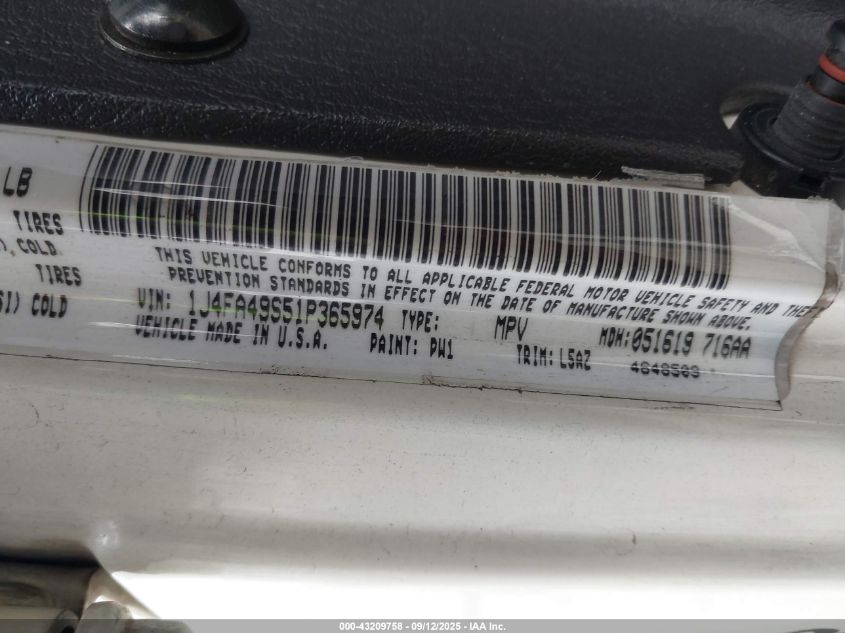 LB
TIRES
), COLD
TIRES
SI) COLD
THIS VEHICLE CONFORMS TO ALL APPLICABLE FEDERAL MOTOR VEHICLE SAFETY AND THEFT
PREVENTION STANDARDS IN EFFECT ON THE DATE OF MANUFACTURE SHOWN ABOVE.
VIN: 1J4FA49S51P365974 TYPE: MPV MDH:051619 716AA
VEHICLE MADE IN U.S.A. PAINT: PW1 TRIM: L5AZ 4648503
000-43209758 - 09/12/2025 - IAA Inc.